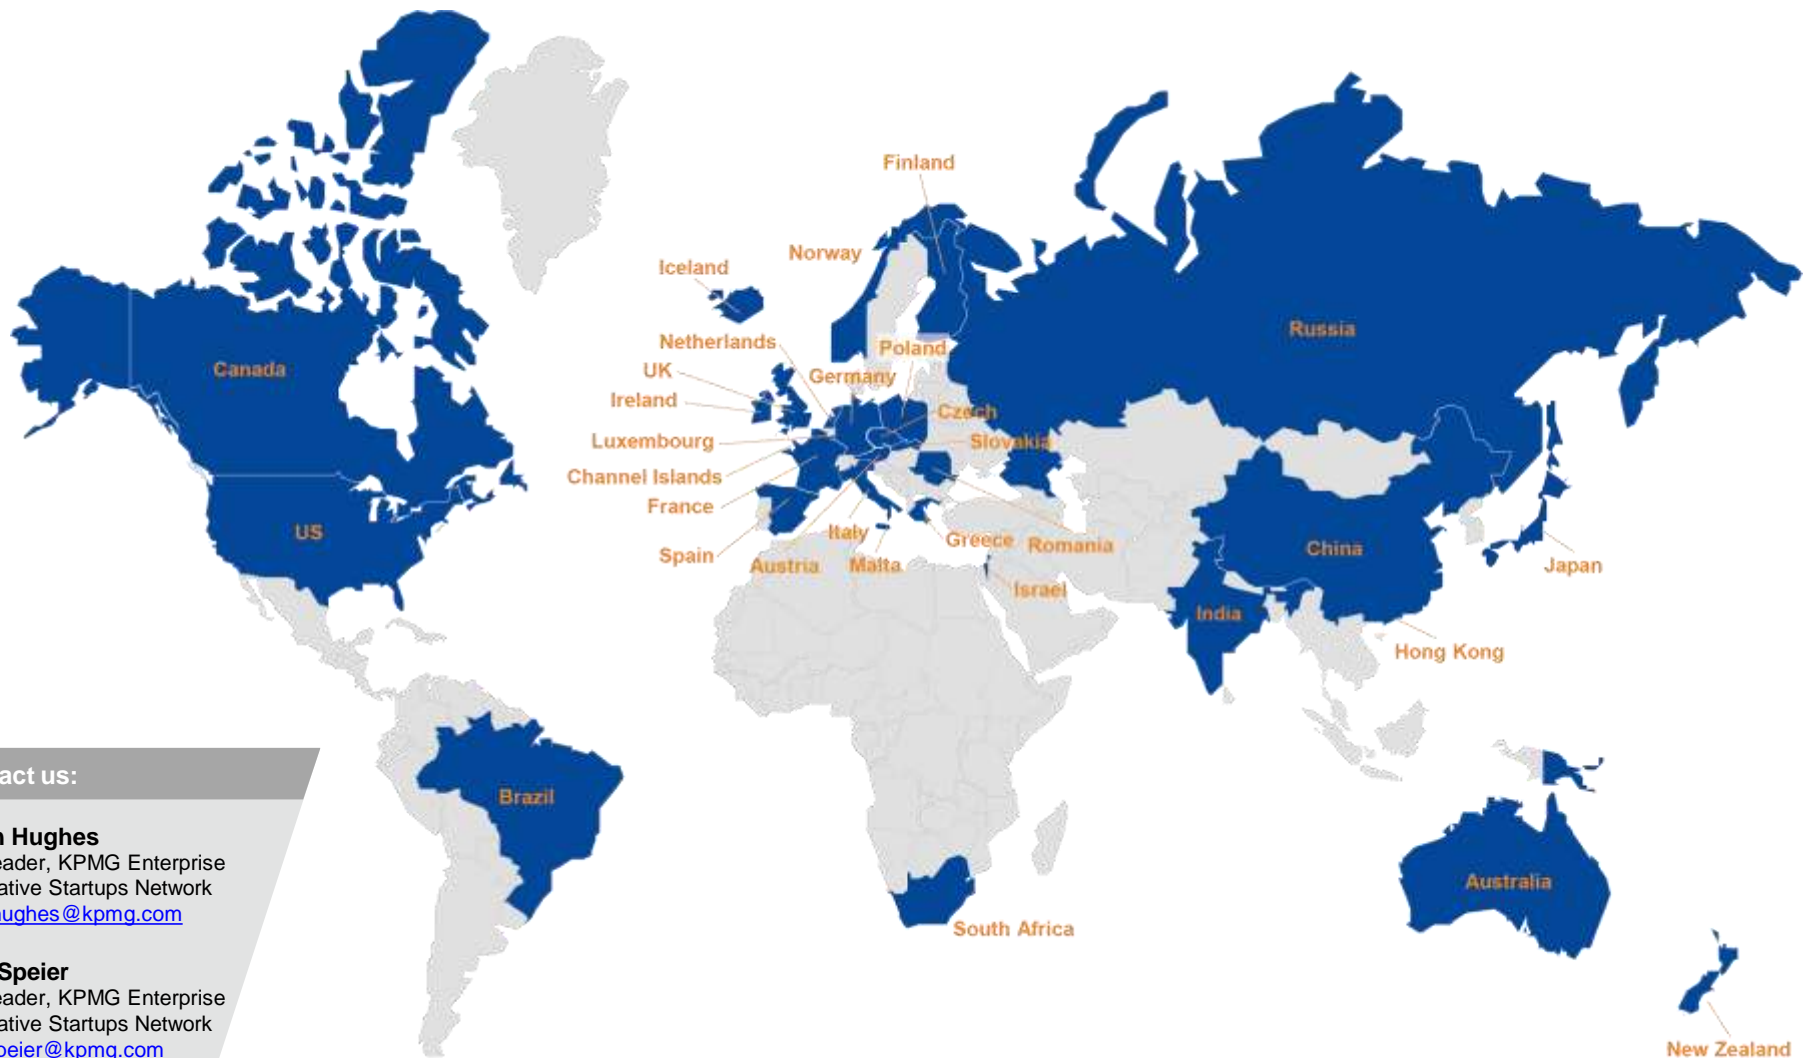 Finland
Norway
Iceland
Russia
Netherlands
Poland
Canada
UK
Germany
Ireland
Czech
Luxembourg
Slovakia
Channel Islands
France
US
Italy
Greece
Romania
China
Spain
Austria
Malta
Japan
Israel
India
Hong Kong
act us:
Brazil
Hughes
eader, KPMG Enterprise
ative Startups Network
hughes@kpmg.com
Australia
South Africa
Speier
eader, KPMG Enterprise
ative Startups Network
peier@kpmg.com
New Zealand